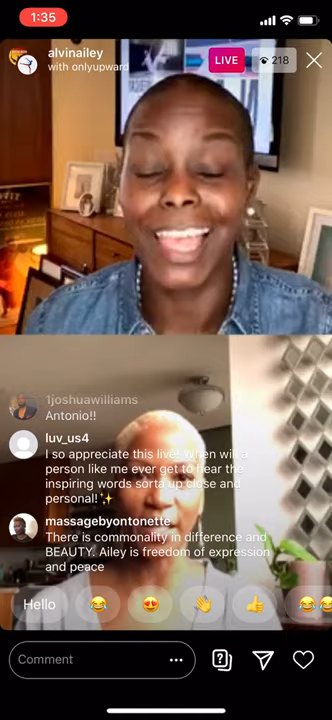 1:35
alvinailey
with onlyupward
LIVE
218
1joshuawilliams
Antonio!!
luv_us4
I so appreciate this live! When will a
person like me ever get to hear the
inspiring words sorta up close and
personal!✨
massagebyontonette
There is commonality in difference and
BEAUTY. Ailey is freedom of expression
and peace
Hello
Comment